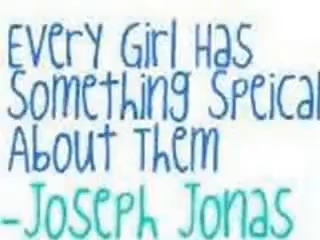 Every Girl Has
Something Speical
About Them
-Joseph Jonas